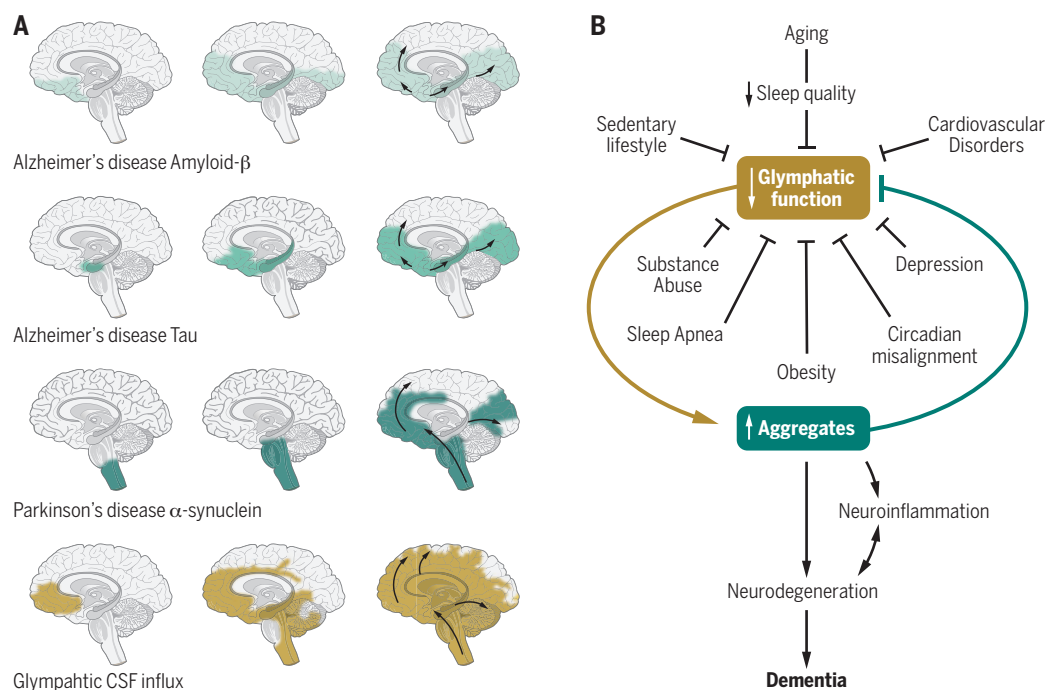 A
Alzheimer's disease Amyloid-β
Alzheimer's disease Tau
Parkinson's disease α-synuclein
Glympahtic CSF influx
B
Aging
Sleep quality
Sedentary
lifestyle
Cardiovascular
Disorders
Glymphatic
function
Substance
Abuse
Depression
Sleep Apnea
Circadian
misalignment
Obesity
Aggregates
Neuroinflammation
Neurodegeneration
Dementia